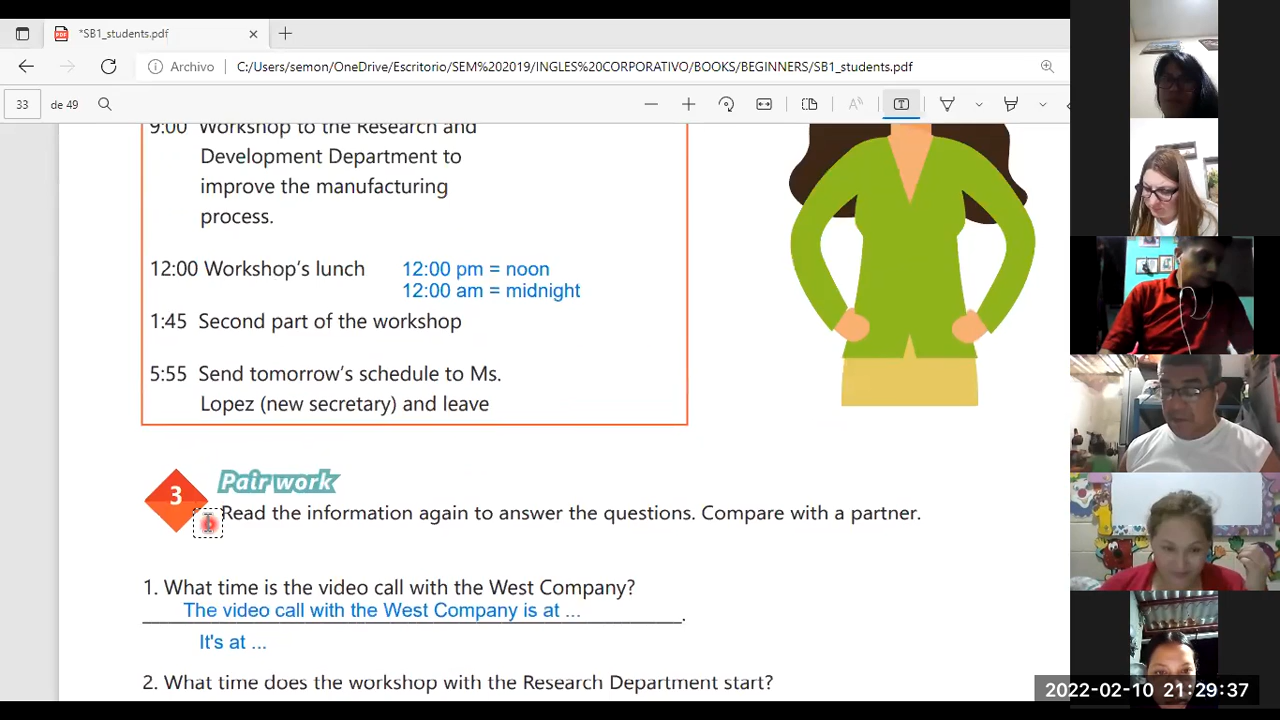 *SB1_students.pdf
Archivo C:/Users/semon/OneDrive/Escritorio/SEM%202019/INGLES%20CORPORATIVO/BOOKS/BEGINNERS/SB1_students.pdf
33 de 49
9:00 Workshop to the Research and
Development Department to
improve the manufacturing
process.
12:00 Workshop's lunch 12:00 pm = noon
12:00 am = midnight
1:45 Second part of the workshop
5:55 Send tomorrow's schedule to Ms.
Lopez (new secretary) and leave
3 Pair work
Read the information again to answer the questions. Compare with a partner.
1. What time is the video call with the West Company?
The video call with the West Company is at ...
It's at ...
2. What time does the workshop with the Research Department start?
2022-02-10 21:29:37